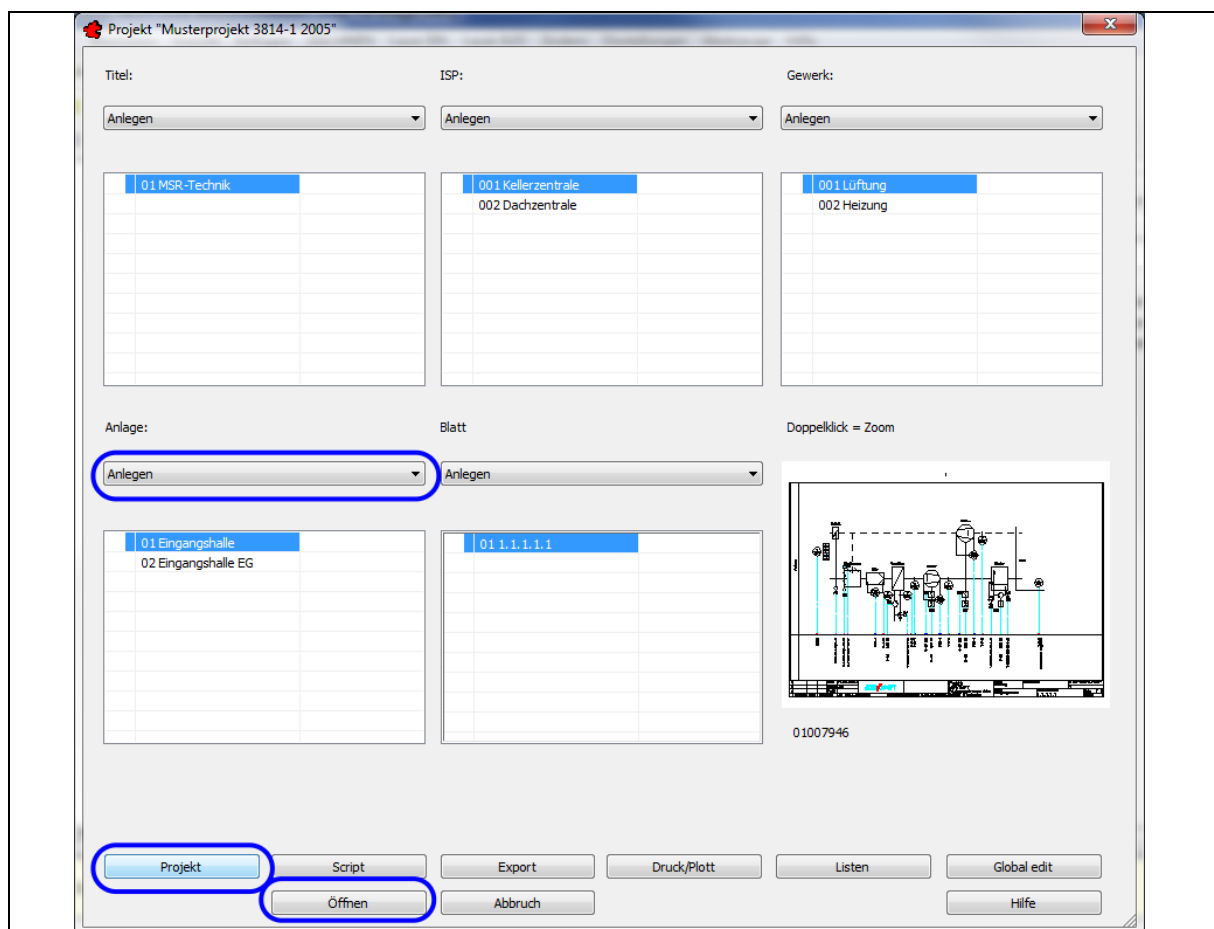 Projekt "Musterprojekt 3814-1 2005"
Titel:
ISP:
Gewerk:
Anlegen
Anlegen
Anlegen
01 MSR-Technik
001 Kellerzentrale
002 Dachzentrale
001 Lüftung
002 Heizung
Anlage:
Blatt
Doppelklick = Zoom
Anlegen
Anlegen
01 Eingangshalle
02 Eingangshalle EG
01 1.1.1.1.1
01007946
Projekt
Script
Export
Druck/Plott
Listen
Global edit
Öffnen
Abbruch
Hilfe